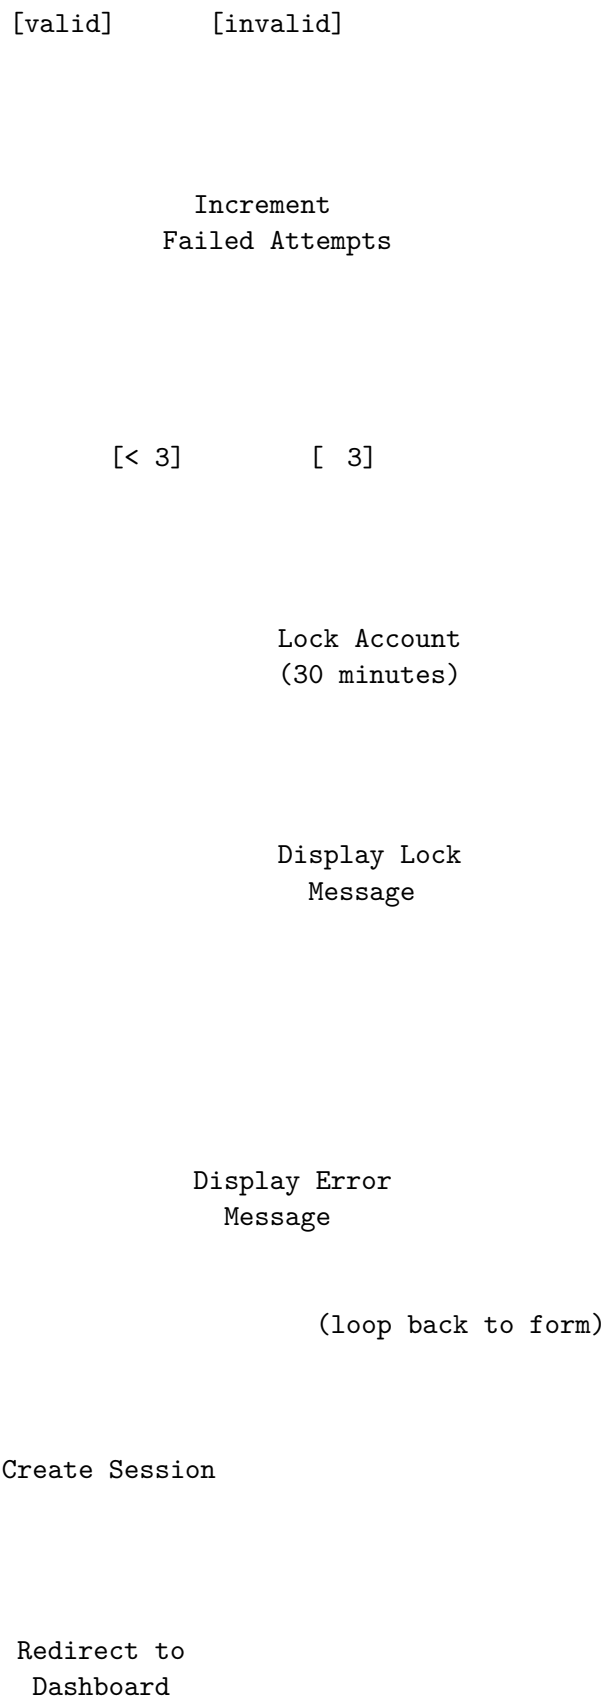 [valid] [invalid]
Increment
Failed Attempts
[< 3] [ 3]
Lock Account
(30 minutes)
Display Lock
Message
Display Error
Message
(loop back to form)
Create Session
Redirect to
Dashboard